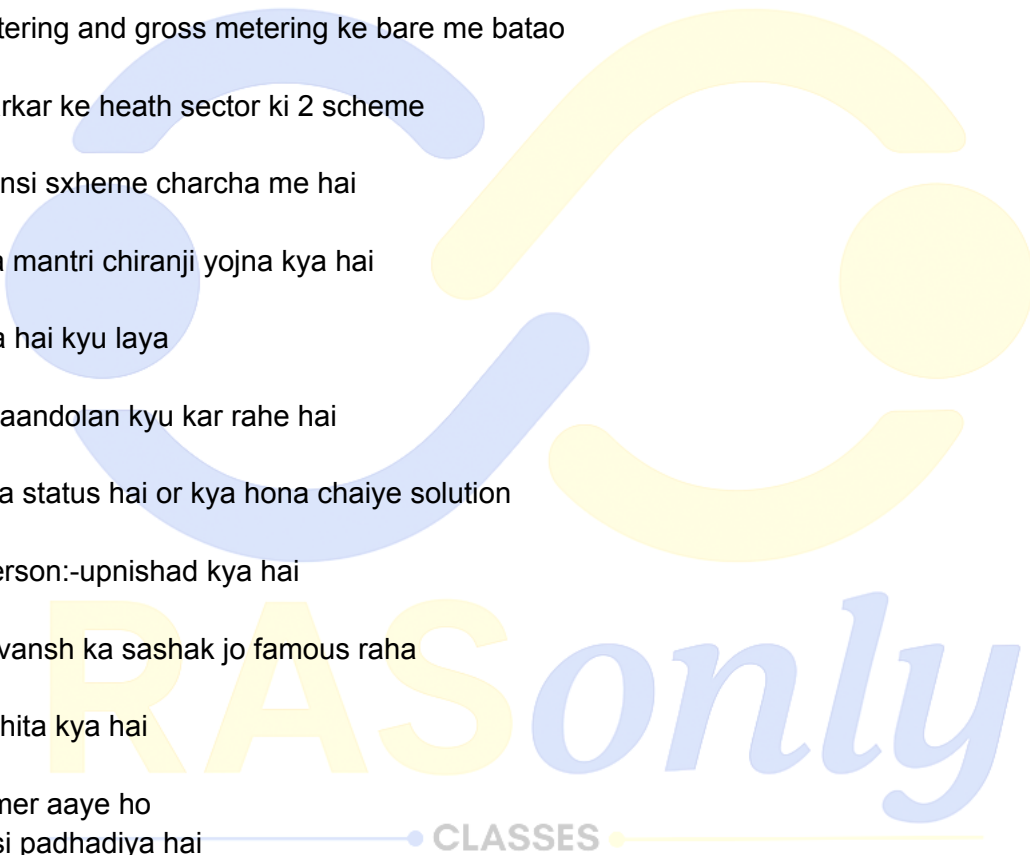 tering and gross metering ke bare me batao
rkar ke heath sector ki 2 scheme
nsi sxheme charcha me hai
mantri chiranji yojna kya hai
hai kyu laya
aandolan kyu kar rahe hai
a status hai or kya hona chaiye solution
erson:-upnishad kya hai
vansh ka sashak jo famous raha
hita kya hai
mer aaye ho
si padhadiya hai
RASonly
CLASSES